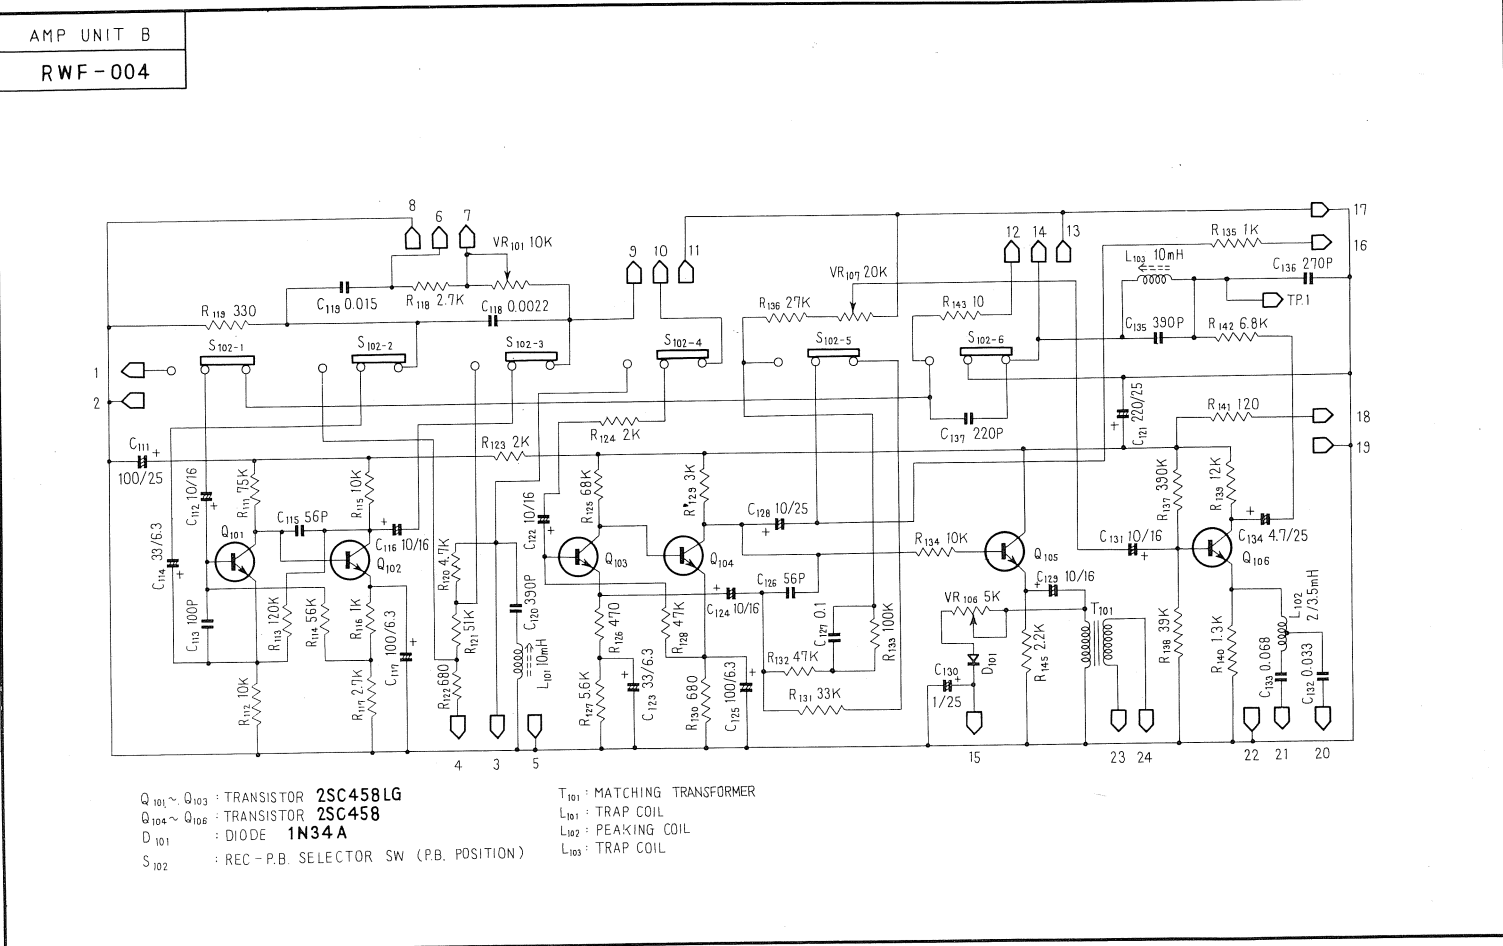 AMP UNIT B
RWF-004
8
6
7
VR101 10K
9
10
11
12
14
13
17
R135 1K
16
L103 10mH
C136 270P
TP.1
VR107 20K
C119 0.015
R118 2.7K
C118 0.0022
R119 330
R136 27K
R143 10
C135 390P
R142 6.8K
S102-1
S102-2
S102-3
S102-4
S102-5
S102-6
1
2
C121 220/25
R141 120
18
19
C137 220P
R124 2K
R123 2K
C111 +
100/25
C112 10/16
+
R111 75K
R115 10K
C115 56P
Q101
+
C116 10/16
Q102
C114 33/6.3
+
C113 100P
R113 120K
R114 56K
R116 1K
C117 100/6.3
+
R112 10K
R117 2.7K
R120 4.7K
R121 51K
R122 680
C120 390P
L101 10mH
C122 10/16
+
R125 68K
R129 3K
Q103
Q104
C128 10/25
+
C126 56P
+
C124 10/16
R126 470
R128 47K
C127 0.1
R133 100K
R132 47K
R131 33K
R127 5.6K
C123 33/6.3
+
R130 680
C125 100/6.3
+
R134 10K
Q105
+
C129 10/16
VR106 5K
T101
D101
R145 2.2K
C130 +
1/25
C131 10/16
+
R137 390K
R139 12K
+
C134 4.7/25
Q106
R138 39K
R140 1.3K
L102
2/3.5mH
C133 0.068
C132 0.033
4
3
5
15
23
24
22
21
20
Q101 ~ Q103 : TRANSISTOR 2SC458LG
Q104 ~ Q106 : TRANSISTOR 2SC458
D101 : DIODE 1N34A
S102 : REC-P.B. SELECTOR SW (P.B. POSITION)
T101 : MATCHING TRANSFORMER
L101 : TRAP COIL
L102 : PEAKING COIL
L103 : TRAP COIL